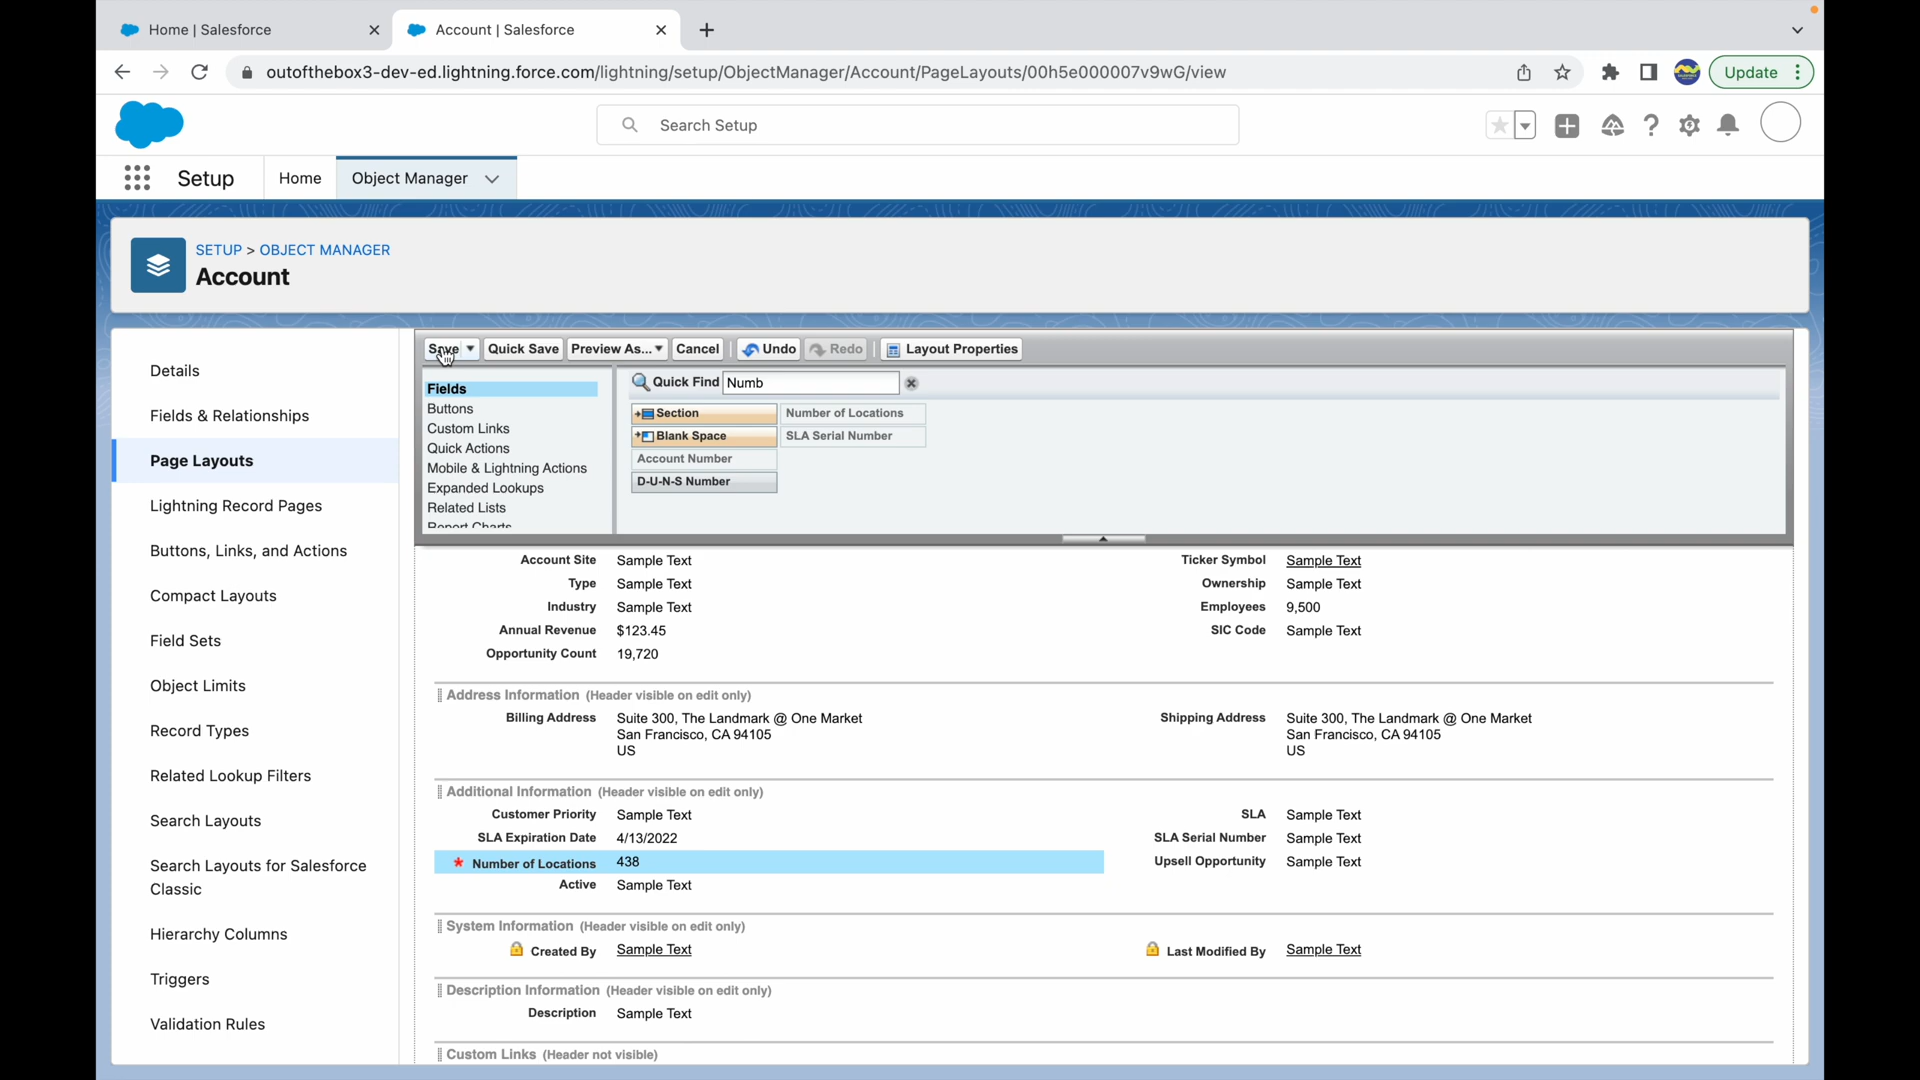 Home | Salesforce
Account | Salesforce
outofthebox3-dev-ed.lightning.force.com/lightning/setup/ObjectManager/Account/PageLayouts/00h5e000007v9wG/view
Update
Search Setup
Setup
Home
Object Manager
SETUP > OBJECT MANAGER
Account
Details
Fields & Relationships
Page Layouts
Lightning Record Pages
Buttons, Links, and Actions
Compact Layouts
Field Sets
Object Limits
Record Types
Related Lookup Filters
Search Layouts
Search Layouts for Salesforce
Classic
Hierarchy Columns
Triggers
Validation Rules
Save Quick Save Preview As... Cancel Undo Redo Layout Properties
Fields
Buttons
Custom Links
Quick Actions
Mobile & Lightning Actions
Expanded Lookups
Related Lists
Report Charts
Quick Find Numb
Section Number of Locations
Blank Space SLA Serial Number
Account Number
D-U-N-S Number
Account Site Sample Text Ticker Symbol Sample Text
Type Sample Text Ownership Sample Text
Industry Sample Text Employees 9,500
Annual Revenue $123.45 SIC Code Sample Text
Opportunity Count 19,720
Address Information (Header visible on edit only)
Billing Address Suite 300, The Landmark @ One Market Shipping Address Suite 300, The Landmark @ One Market
San Francisco, CA 94105 San Francisco, CA 94105
US US
Additional Information (Header visible on edit only)
Customer Priority Sample Text SLA Sample Text
SLA Expiration Date 4/13/2022 SLA Serial Number Sample Text
* Number of Locations 438 Upsell Opportunity Sample Text
Active Sample Text
System Information (Header visible on edit only)
Created By Sample Text Last Modified By Sample Text
Description Information (Header visible on edit only)
Description Sample Text
Custom Links (Header not visible)